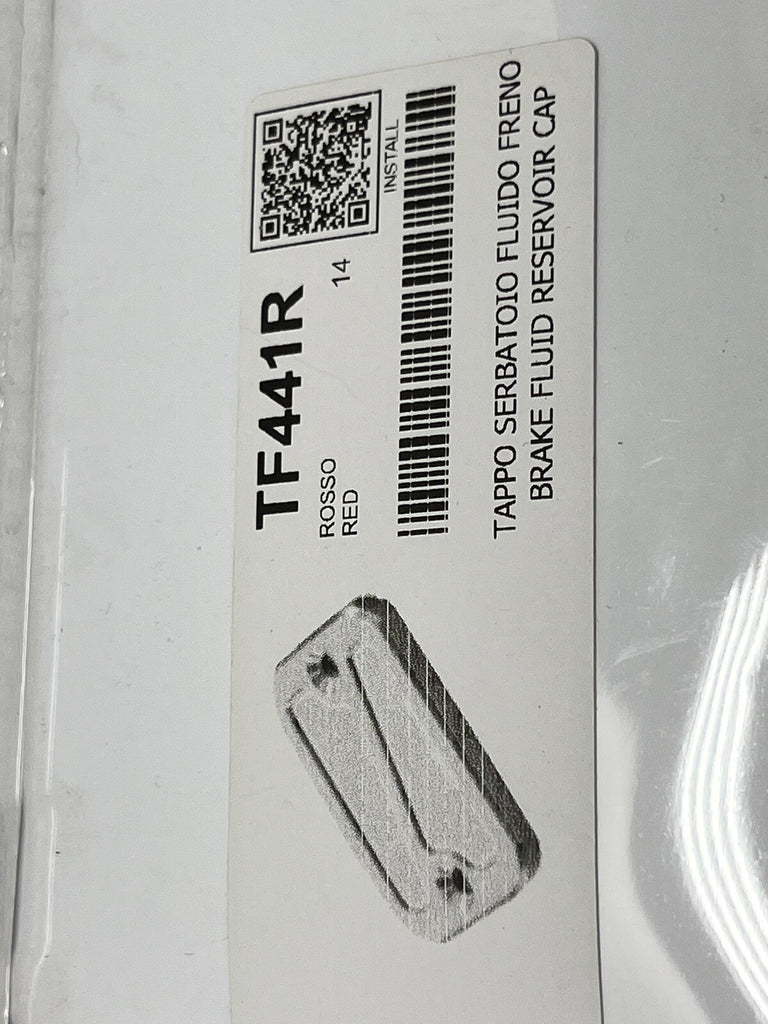 TF441R
ROSSO
RED
14
INSTALL
TAPPO SERBATOIO FLUIDO FRENO
BRAKE FLUID RESERVOIR CAP